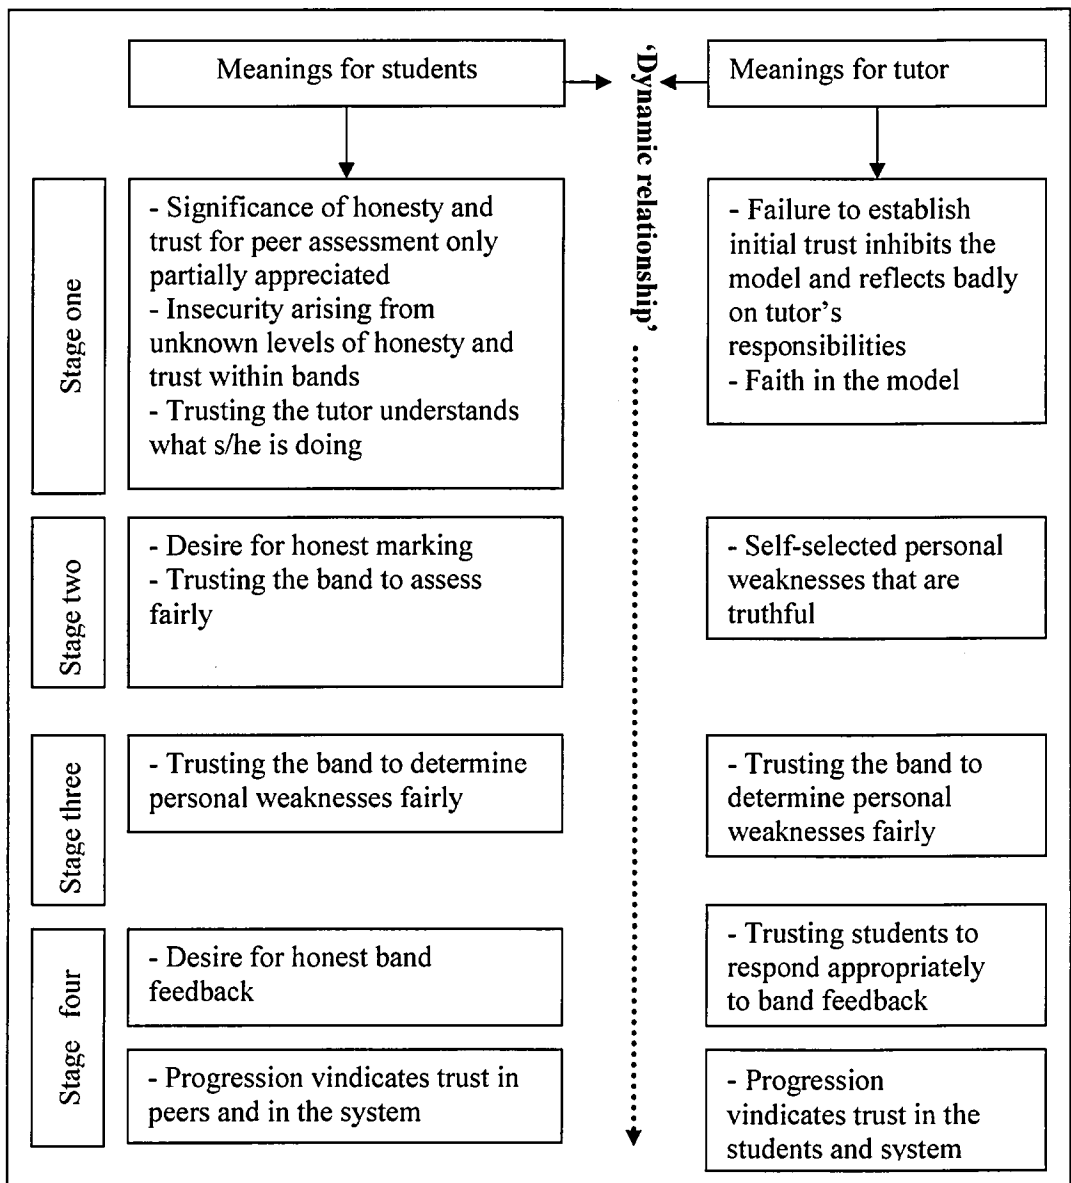 Meanings for students
'Dynamic relationship'
Meanings for tutor
Stage one
- Significance of honesty and
trust for peer assessment only
partially appreciated
- Insecurity arising from
unknown levels of honesty and
trust within bands
- Trusting the tutor understands
what s/he is doing
- Failure to establish
initial trust inhibits the
model and reflects badly
on tutor's
responsibilities
- Faith in the model
Stage two
- Desire for honest marking
- Trusting the band to assess
fairly
- Self-selected personal
weaknesses that are
truthful
Stage three
- Trusting the band to determine
personal weaknesses fairly
- Trusting the band to
determine personal
weaknesses fairly
Stage four
- Desire for honest band
feedback
- Trusting students to
respond appropriately
to band feedback
- Progression vindicates trust in
peers and in the system
- Progression
vindicates trust in the
students and system